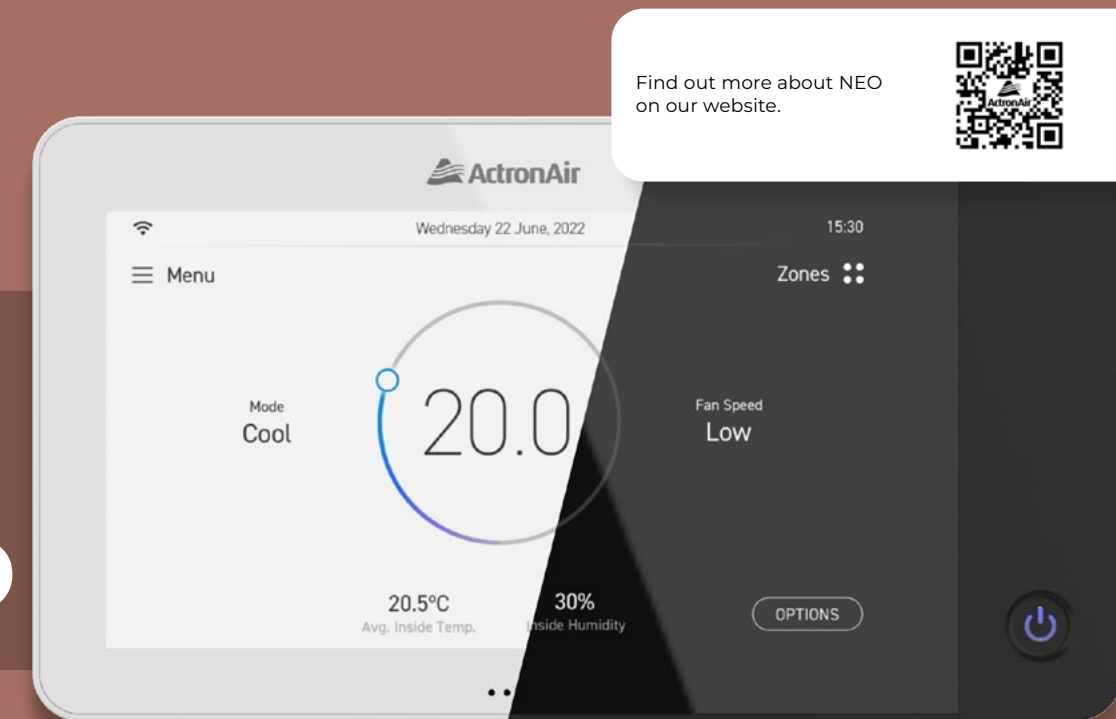 Find out more about NEO
on our website.
ActronAir
ActronAir
Wednesday 22 June, 2022
15:30
Menu
Zones
Mode
Cool
20.0
Fan Speed
Low
20.5°C
Avg. Inside Temp.
30%
Inside Humidity
OPTIONS